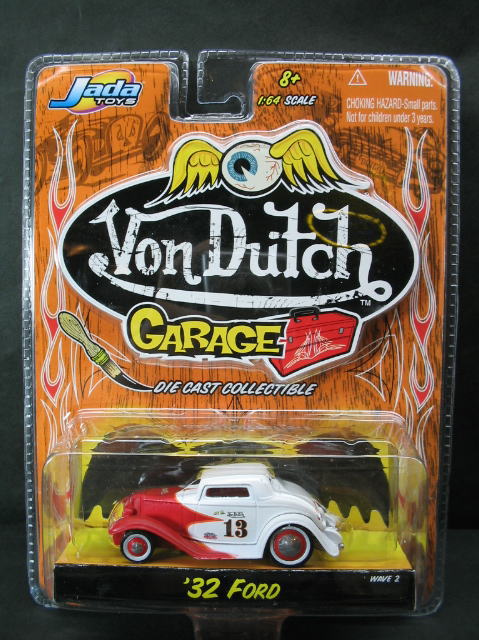 Jada
TOYS
8+
1:64 SCALE
WARNING:
CHOKING HAZARD-Small parts.
Not for children under 3 years.
Von Dutch
TM
GARAGE
DIE CAST COLLECTIBLE
13
'32 FORD
WAVE 2